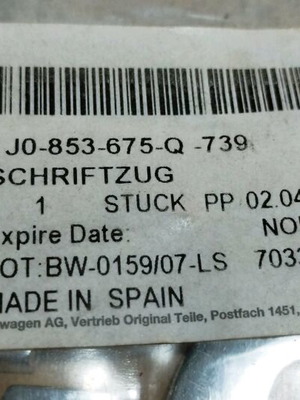 J0-853-675-Q -739
SCHRIFTZUG
1 STUCK PP 02.04
xpire Date: NO
OT:BW-0159/07-LS 703
MADE IN SPAIN
wagen AG, Vertrieb Original Teile, Postfach 1451,